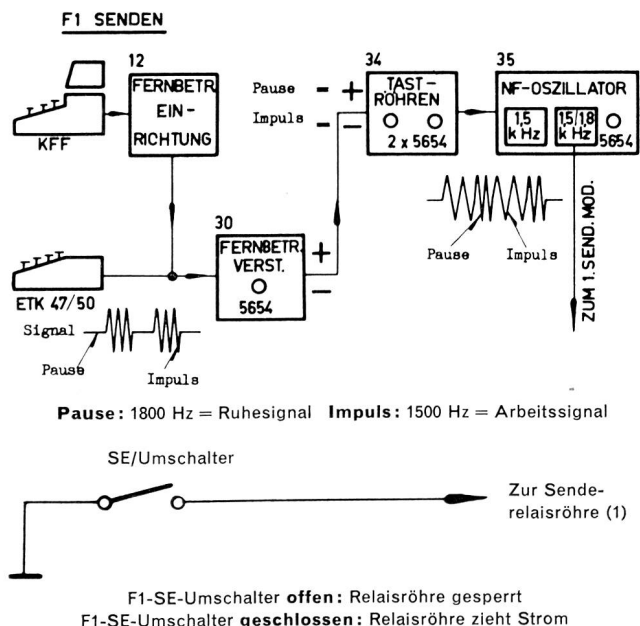 F1 SENDEN
12
FERNBETR.
EIN-
RICHTUNG
KFF
34
TAST-
RÖHREN
2 x 5654
Pause - +
Impuls - -
35
NF-OSZILLATOR
1,5
k Hz
1,5/1,8
k Hz
5654
Pause
Impuls
ZUM 1.SEND.MOD.
30
FERNBETR.
VERST.
5654
+
-
ETK 47/50
Signal
Pause
Impuls
Pause: 1800 Hz = Ruhesignal Impuls: 1500 Hz = Arbeitssignal
SE/Umschalter
Zur Sende-
relaisröhre (1)
F1-SE-Umschalter offen: Relaisröhre gesperrt
F1-SE-Umschalter geschlossen: Relaisröhre zieht Strom